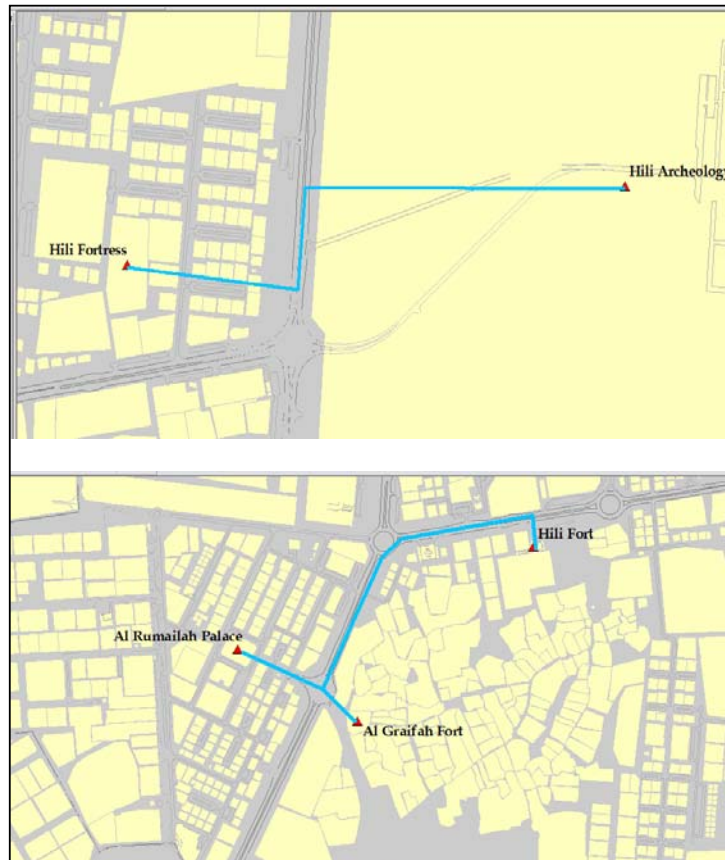 Hili Archeology
Hili Fortress
Hili Fort
Al Rumailah Palace
Al Graifah Fort